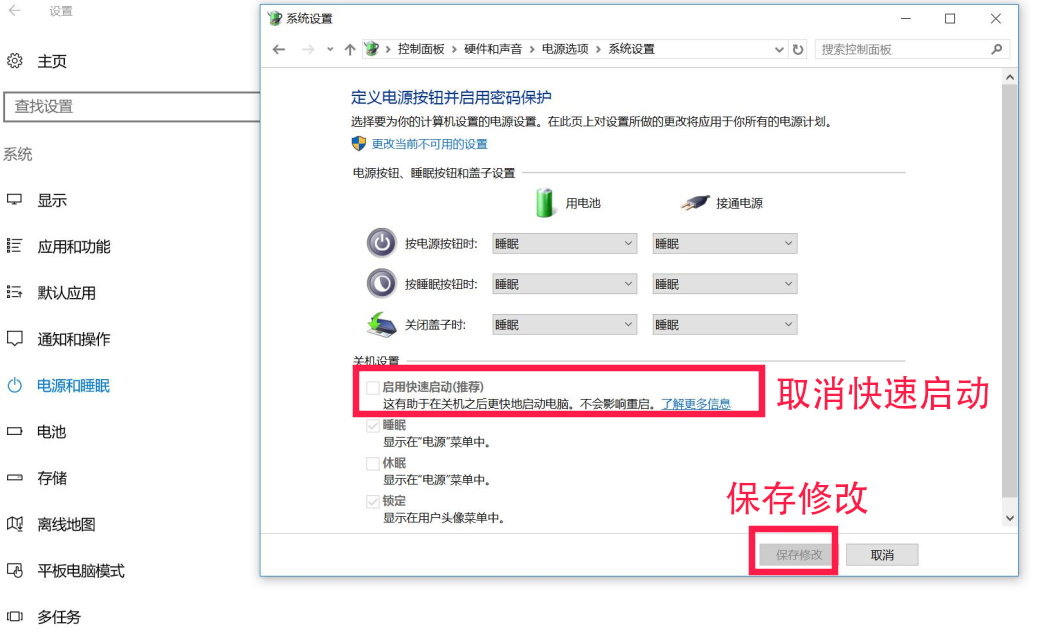 设置
主页
查找设置
系统
显示
应用和功能
默认应用
通知和操作
电源和睡眠
电池
存储
离线地图
平板电脑模式
多任务
系统设置
控制面板 硬件和声音 电源选项 系统设置
搜索控制面板
定义电源按钮并启用密码保护
选择要为你的计算机设置的电源设置。在此页上对设置所做的更改将应用于你所有的电源计划。
更改当前不可用的设置
电源按钮、睡眠按钮和盖子设置
用电池 接通电源
按电源按钮时: 睡眠 睡眠
按睡眠按钮时: 睡眠 睡眠
关闭盖子时: 睡眠 睡眠
关机设置
启用快速启动(推荐)
这有助于在关机之后更快地启动电脑。不会影响重启。了解更多信息
取消快速启动
睡眠
显示在"电源"菜单中。
休眠
显示在"电源"菜单中。
锁定
显示在用户头像菜单中。
保存修改
保存修改 取消